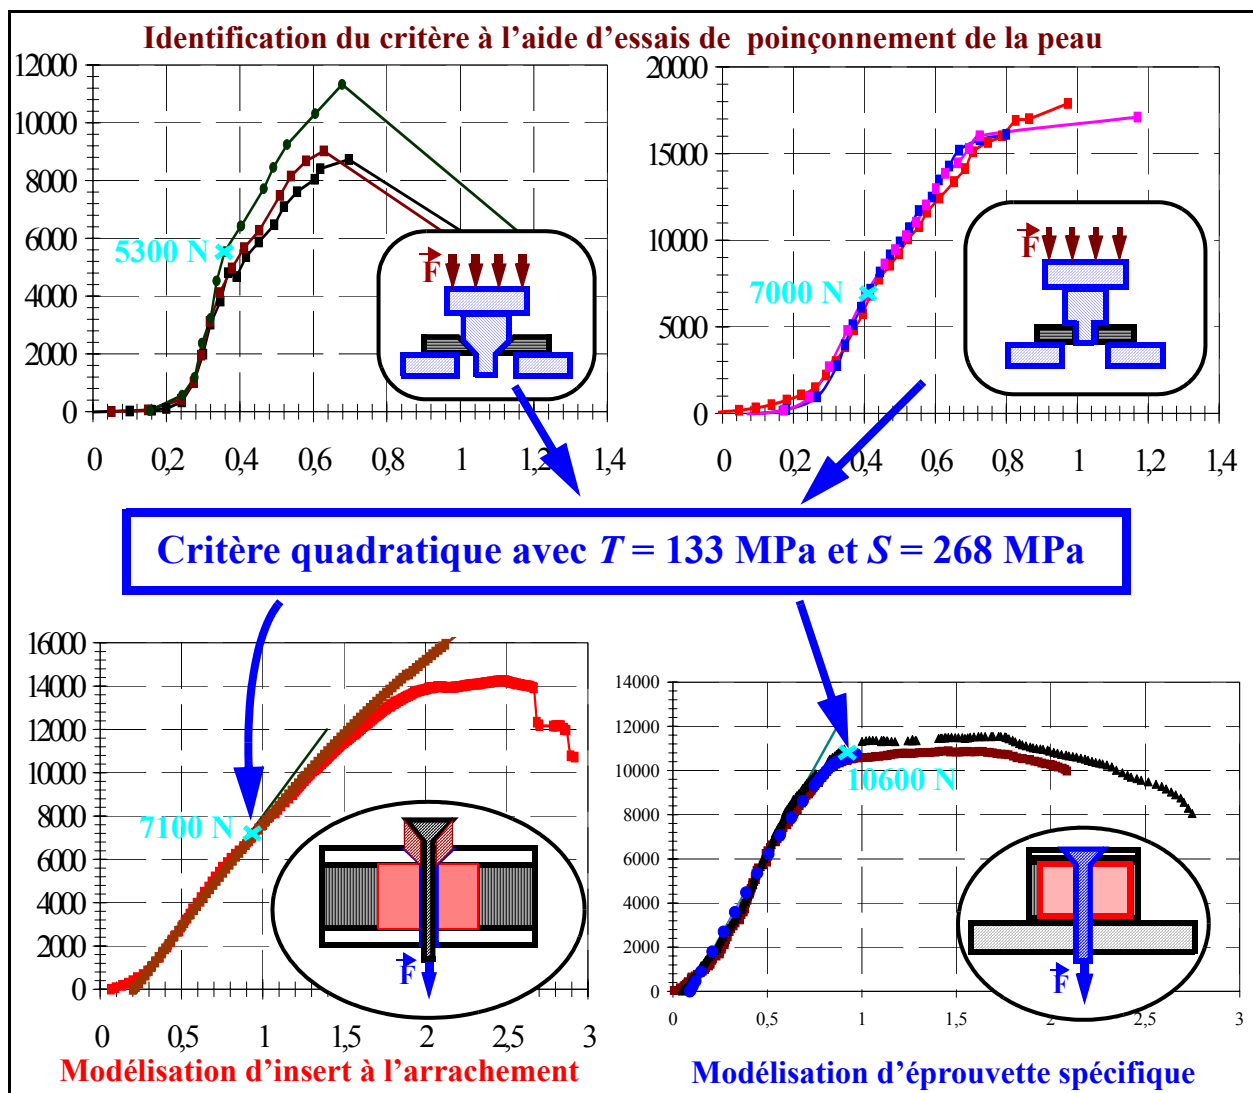 Identification du critère à l'aide d'essais de poinçonnement de la peau
12000
10000
8000
6000
4000
2000
0
0 0,2 0,4 0,6 0,8 1 1,2 1,4
5300 N
F
20000
15000
10000
5000
0
0 0,2 0,4 0,6 0,8 1 1,2 1,4
7000 N
F
Critère quadratique avec T = 133 MPa et S = 268 MPa
16000
14000
12000
10000
8000
6000
4000
2000
0
0 0,5 1 1,5 2 2,5 3
7100 N
F
Modélisation d'insert à l'arrachement
14000
12000
10000
8000
6000
4000
2000
0
0 0,5 1 1,5 2 2,5 3
10600 N
F
Modélisation d'éprouvette spécifique